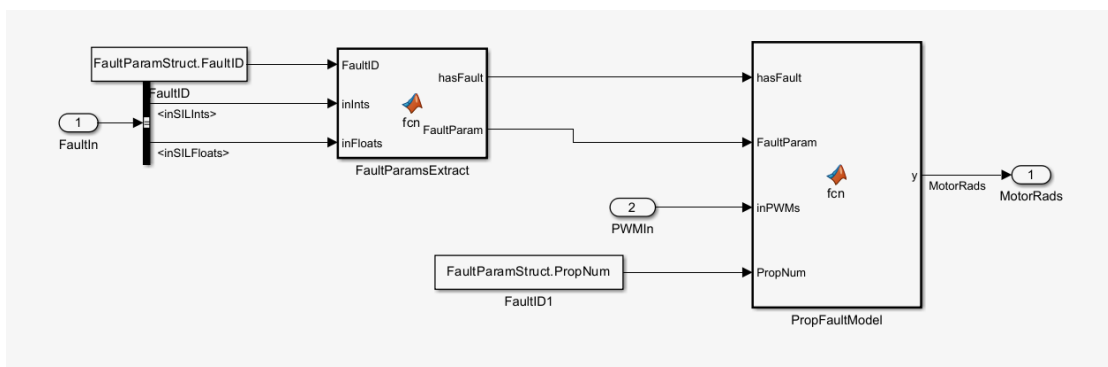 FaultParamStruct.FaultID
FaultID
1
FaultIn
<inSILInts>
<inSILFloats>
FaultID
inInts
inFloats
hasFault
FaultParam
fcn
FaultParamsExtract
2
PWMIn
FaultParamStruct.PropNum
FaultID1
hasFault
FaultParam
inPWMs
PropNum
fcn
y
PropFaultModel
MotorRads
1
MotorRads